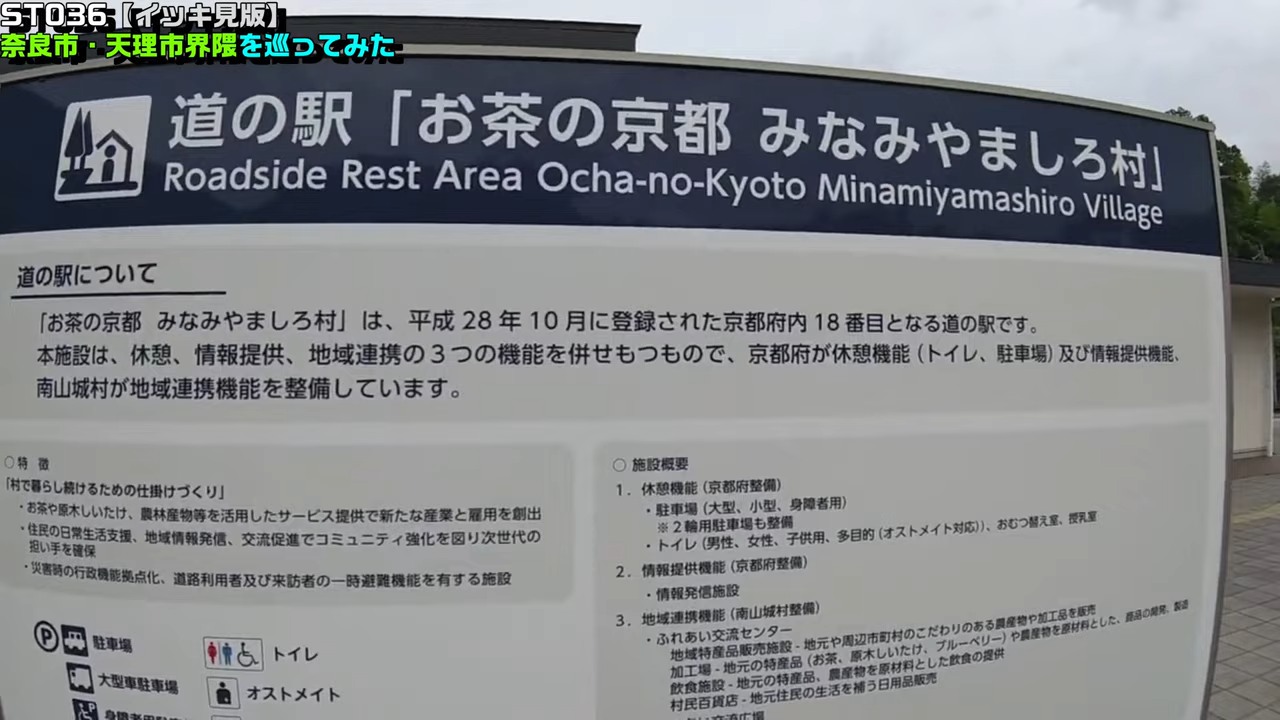 ST036【イッキ見版】
奈良市・天理市界隈を巡ってみた
道の駅「お茶の京都 みなみやましろ村」
Roadside Rest Area Ocha-no-Kyoto Minamiyamashiro Village
道の駅について
「お茶の京都 みなみやましろ村」は、平成28年10月に登録された京都府内18番目となる道の駅です。
本施設は、休憩、情報提供、地域連携の3つの機能を併せもつもので、京都府が休憩機能(トイレ、駐車場)及び情報提供機能、
南山城村が地域連携機能を整備しています。
○特 徴
「村で暮らし続けるための仕掛けづくり」
・お茶や原木しいたけ、農林産物等を活用したサービス提供で新たな産業と雇用を創出
・住民の日常生活支援、地域情報発信、交流促進でコミュニティ強化を図り次世代の
担い手を確保
・災害時の行政機能拠点化、道路利用者及び来訪者の一時避難機能を有する施設
P 駐車場
トイレ
大型車駐車場
オストメイト
○ 施設概要
1. 休憩機能(京都府整備)
・駐車場(大型、小型、身障者用)
※2輪用駐車場も整備
・トイレ(男性、女性、子供用、多目的(オストメイト対応))、おむつ替え室、授乳室
2. 情報提供機能(京都府整備)
・情報発信施設
3. 地域連携機能(南山城村整備)
・ふれあい交流センター
地域特産品販売施設 - 地元や周辺市町村のこだわりのある農産物や加工品を販売
加工場 - 地元の特産品(お茶、原木しいたけ、ブルーベリー)や農産物を原材料とした、商品の開発、製造
飲食施設 - 地元の特産品、農産物を原材料とした飲食の提供
村民百貨店 - 地元住民の生活を補う日用品販売